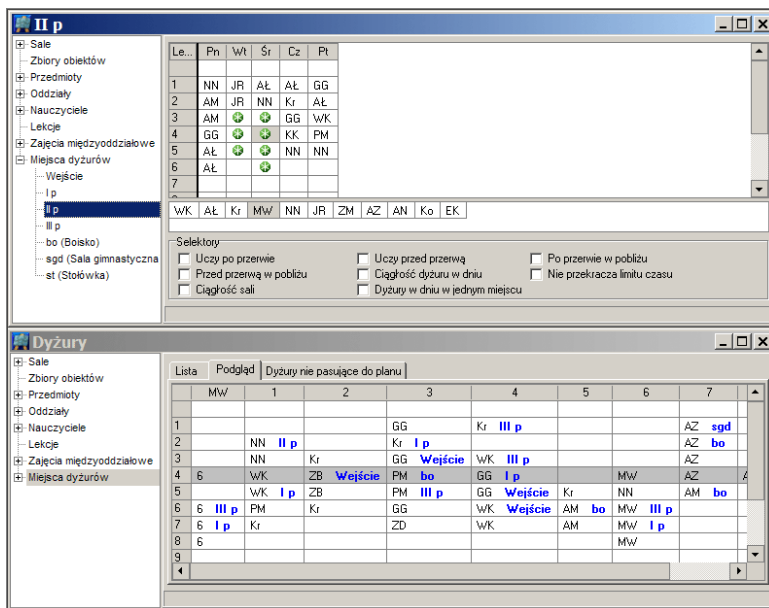 II p
Sale
Zbiory obiektów
Przedmioty
Oddziały
Nauczyciele
Lekcje
Zajęcia międzyoddziałowe
Miejsca dyżurów
Wejście
I p
II p
III p
bo (Boisko)
sgd (Sala gimnastyczna
st (Stołówka)
Le... Pn Wt Śr Cz Pt
1 NN JR AŁ AŁ GG
2 AM JR NN Kr AŁ
3 AM GG WK
4 GG KK PM
5 AŁ NN NN
6 AŁ
7
WK AŁ Kr MW NN JR ZM AZ AN Ko EK
Selektory
Uczy po przerwie Uczy przed przerwą Po przerwie w pobliżu
Przed przerwą w pobliżu Ciągłość dyżuru w dniu Nie przekracza limitu czasu
Ciągłość sali Dyżury w dniu w jednym miejscu
Dyżury
Sale
Zbiory obiektów
Przedmioty
Oddziały
Nauczyciele
Lekcje
Zajęcia międzyoddziałowe
Miejsca dyżurów
Lista Podgląd Dyżury nie pasujące do planu
MW 1 2 3 4 5 6 7
1 GG Kr III p AZ sgd
2 NN II p Kr I p AZ bo
3 NN Kr GG Wejście WK III p AZ
4 6 WK ZB Wejście PM bo GG I p MW AZ
5 WK I p ZB PM III p GG Wejście Kr NN AM bo
6 6 III p PM Kr GG WK Wejście AM bo MW III p
7 6 I p Kr ZD WK AM MW I p
8 6 MW
9